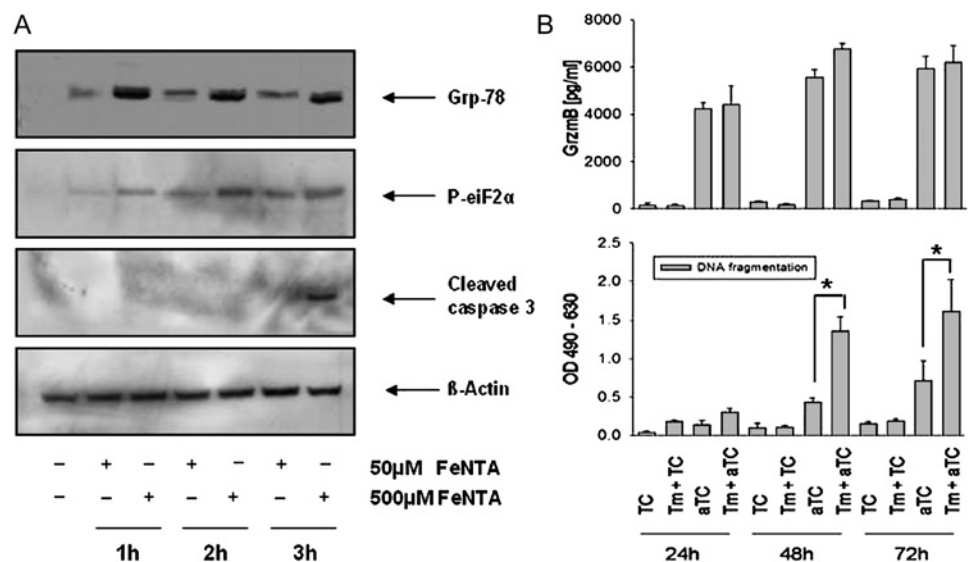 A
Grp-78
P-eiF2α
Cleaved
caspase 3
ß-Actin
- + - + - + - 50µM FeNTA
- - + - + - + 500µM FeNTA
1h 2h 3h
B
GrzmB [pg/ml]
8000
6000
4000
2000
0
OD 490 - 630
2.5
2.0
1.5
1.0
0.5
0.0
DNA fragmentation
*
*
TC Tm + TC aTC Tm + aTC TC Tm + TC aTC Tm + aTC TC Tm + TC aTC Tm + aTC
24h 48h 72h